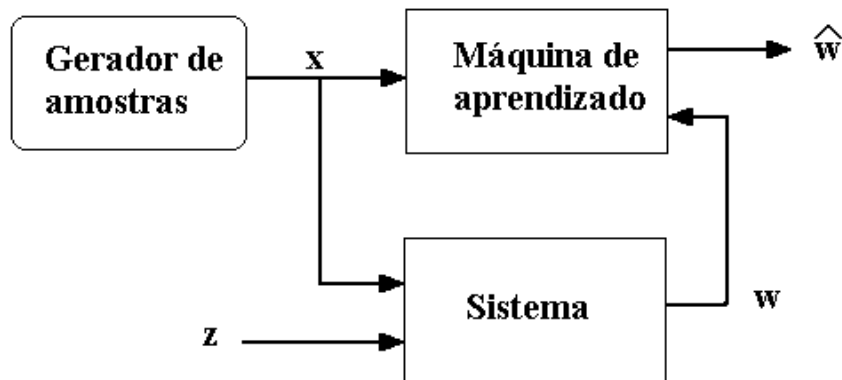 Gerador de
amostras
x
Máquina de
aprendizado
ŵ
Sistema
w
z